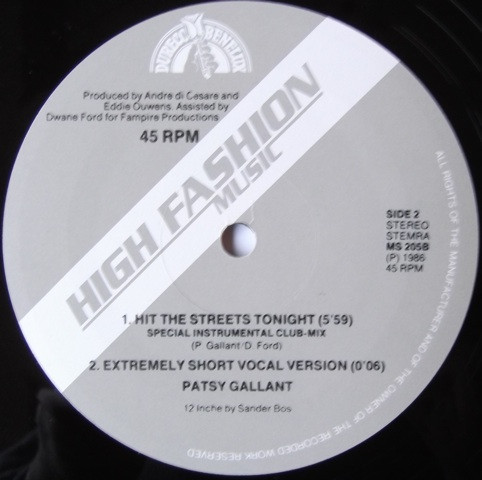 DURECO BENELUX
Produced by Andre di Cesare and
Eddie Ouwens. Assisted by
Dwane Ford for Fampire Productions
45 RPM
HIGH FASHION
MUSIC
SIDE 2
STEREO
STEMRA
MS 205B
(P) 1986
45 RPM
1. HIT THE STREETS TONIGHT (5'59)
SPECIAL INSTRUMENTAL CLUB-MIX
(P. Gallant/D. Ford)
2. EXTREMELY SHORT VOCAL VERSION (0'06)
PATSY GALLANT
12 Inche by Sander Bos
ALL RIGHTS OF THE MANUFACTURER AND OF THE OWNER OF THE RECORDED WORK RESERVED